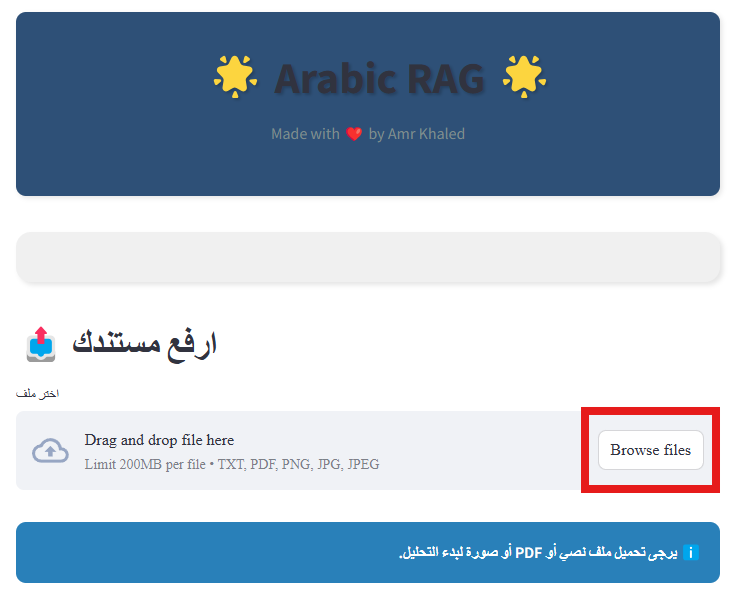 🌟 Arabic RAG 🌟
Made with ❤️ by Amr Khaled
📤 ارفع مستندك
اختر ملف
Drag and drop file here
Limit 200MB per file • TXT, PDF, PNG, JPG, JPEG
Browse files
ℹ️ يرجى تحميل ملف نصي أو PDF أو صورة لبدء التحليل.